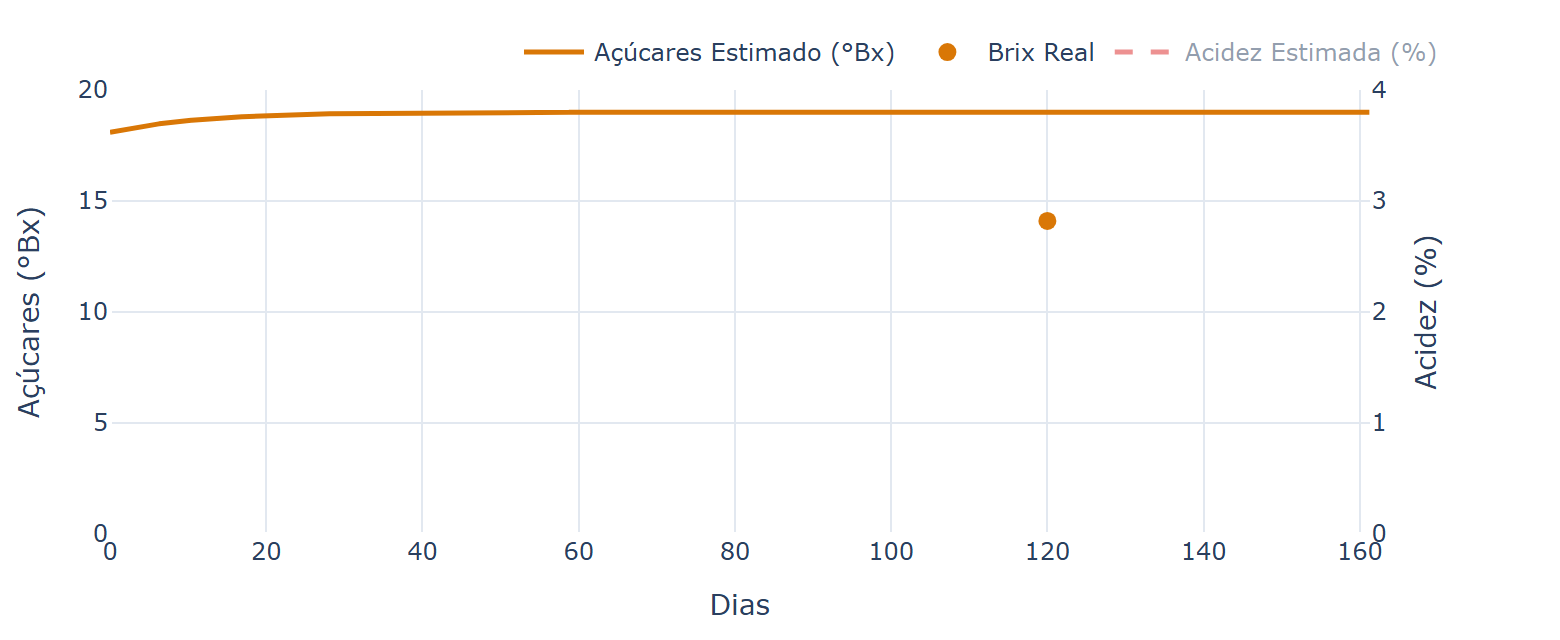 Açúcares Estimado (°Bx) Brix Real Acidez Estimada (%)
20 4
15 3
10 2
5 1
0 0
Açúcares (°Bx)
Acidez (%)
0 20 40 60 80 100 120 140 160
Dias